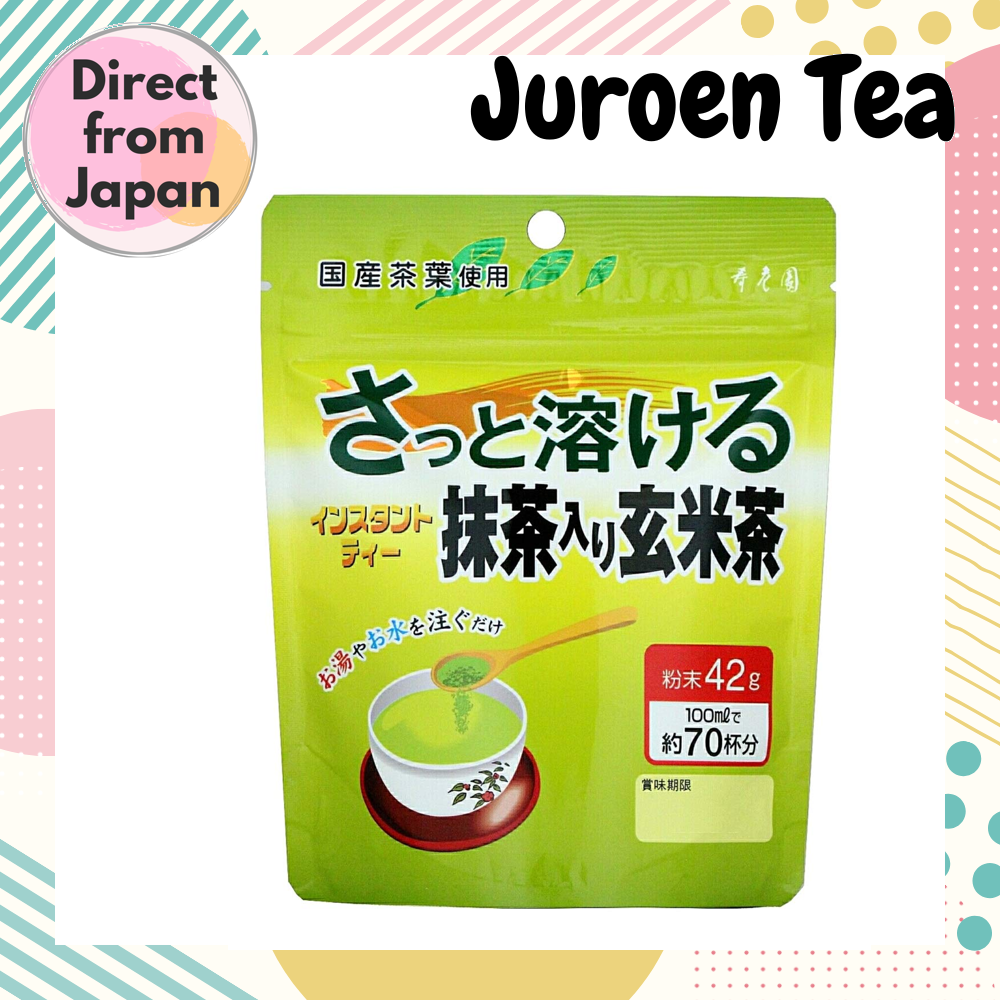 Direct
from
Japan
Juroen Tea
国産茶葉使用
寿老園
さっと溶ける
インスタント
ティー
抹茶入り玄米茶
お湯やお水を注ぐだけ
粉末42g
100mlで
約70杯分
賞味期限